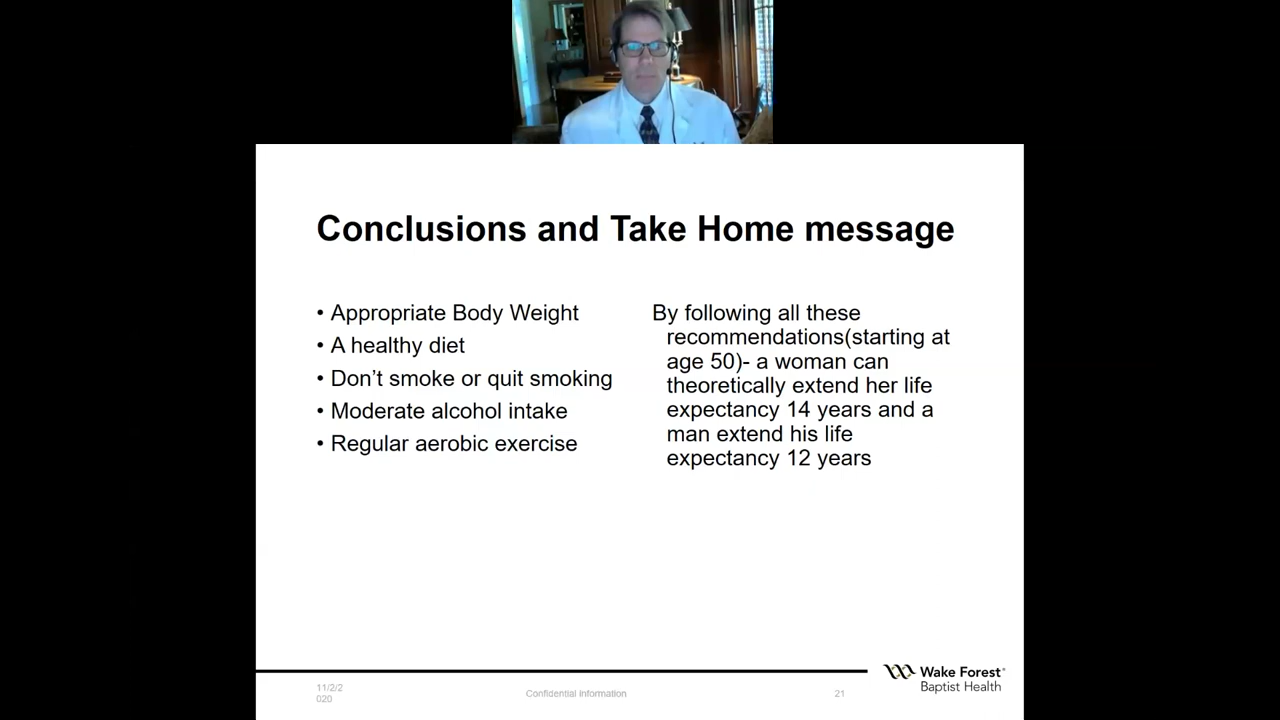 Conclusions and Take Home message
• Appropriate Body Weight
• A healthy diet
• Don't smoke or quit smoking
• Moderate alcohol intake
• Regular aerobic exercise
By following all these
recommendations(starting at
age 50)- a woman can
theoretically extend her life
expectancy 14 years and a
man extend his life
expectancy 12 years
11/2/2
020
Confidential Information
21
Wake Forest®
Baptist Health